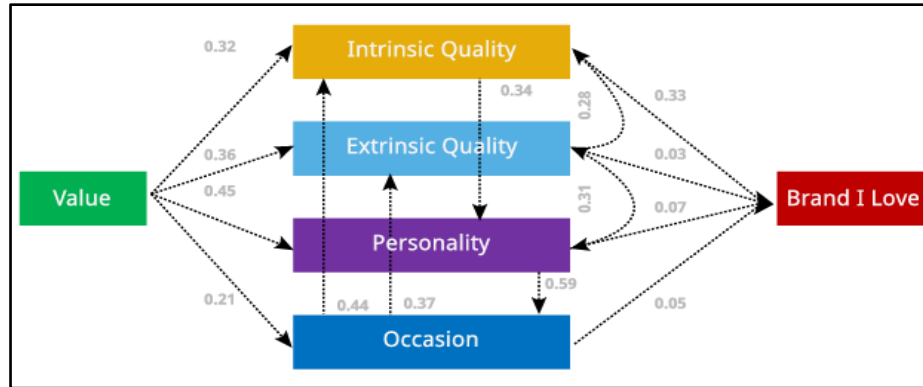 Intrinsic Quality
0.32
0.34
0.28
0.33
Extrinsic Quality
0.36
0.03
Value
0.45
0.31
0.07
Brand I Love
Personality
0.21
0.44
0.37
0.59
0.05
Occasion